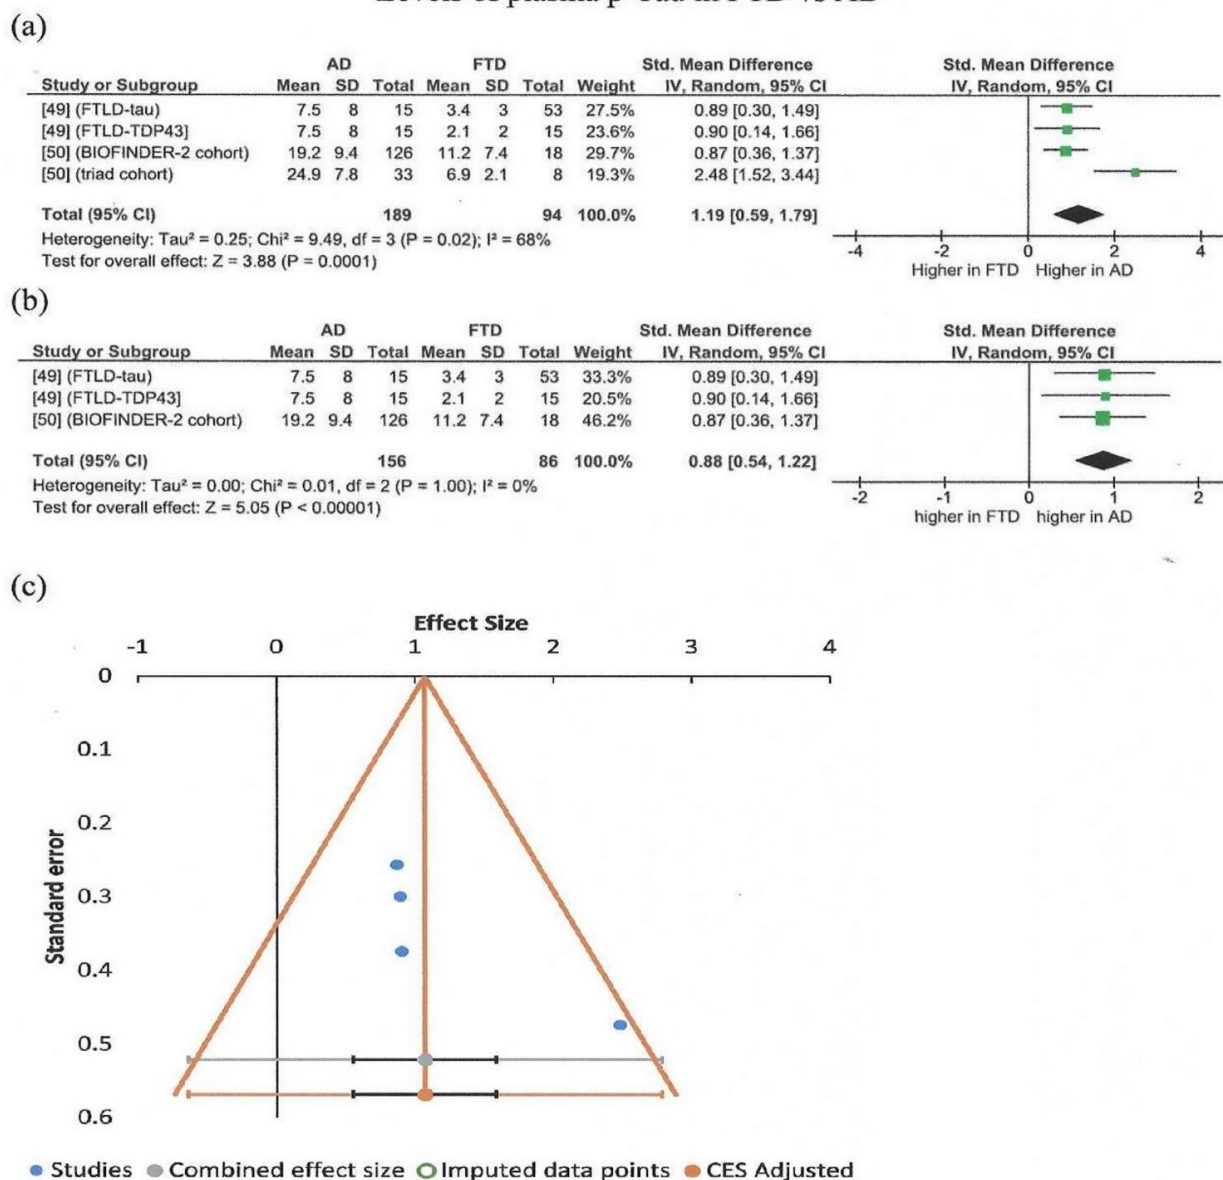 (a)
AD FTD Std. Mean Difference Std. Mean Difference
Study or Subgroup Mean SD Total Mean SD Total Weight IV, Random, 95% CI IV, Random, 95% CI
[49] (FTLD-tau) 7.5 8 15 3.4 3 53 27.5% 0.89 [0.30, 1.49]
[49] (FTLD-TDP43] 7.5 8 15 2.1 2 15 23.6% 0.90 [0.14, 1.66]
[50] (BIOFINDER-2 cohort) 19.2 9.4 126 11.2 7.4 18 29.7% 0.87 [0.36, 1.37]
[50] (triad cohort) 24.9 7.8 33 6.9 2.1 8 19.3% 2.48 [1.52, 3.44]
Total (95% CI) 189 94 100.0% 1.19 [0.59, 1.79]
Heterogeneity: Tau² = 0.25; Chi² = 9.49, df = 3 (P = 0.02); I² = 68%
Test for overall effect: Z = 3.88 (P = 0.0001)
-4 -2 0 2 4
Higher in FTD Higher in AD
(b)
AD FTD Std. Mean Difference Std. Mean Difference
Study or Subgroup Mean SD Total Mean SD Total Weight IV, Random, 95% CI IV, Random, 95% CI
[49] (FTLD-tau) 7.5 8 15 3.4 3 53 33.3% 0.89 [0.30, 1.49]
[49] (FTLD-TDP43] 7.5 8 15 2.1 2 15 20.5% 0.90 [0.14, 1.66]
[50] (BIOFINDER-2 cohort) 19.2 9.4 126 11.2 7.4 18 46.2% 0.87 [0.36, 1.37]
Total (95% CI) 156 86 100.0% 0.88 [0.54, 1.22]
Heterogeneity: Tau² = 0.00; Chi² = 0.01, df = 2 (P = 1.00); I² = 0%
Test for overall effect: Z = 5.05 (P < 0.00001)
-2 -1 0 1 2
higher in FTD higher in AD
(c)
Effect Size
-1 0 1 2 3 4
0
0.1
0.2
0.3
0.4
0.5
0.6
Standard error
Studies Combined effect size Imputed data points CES Adjusted